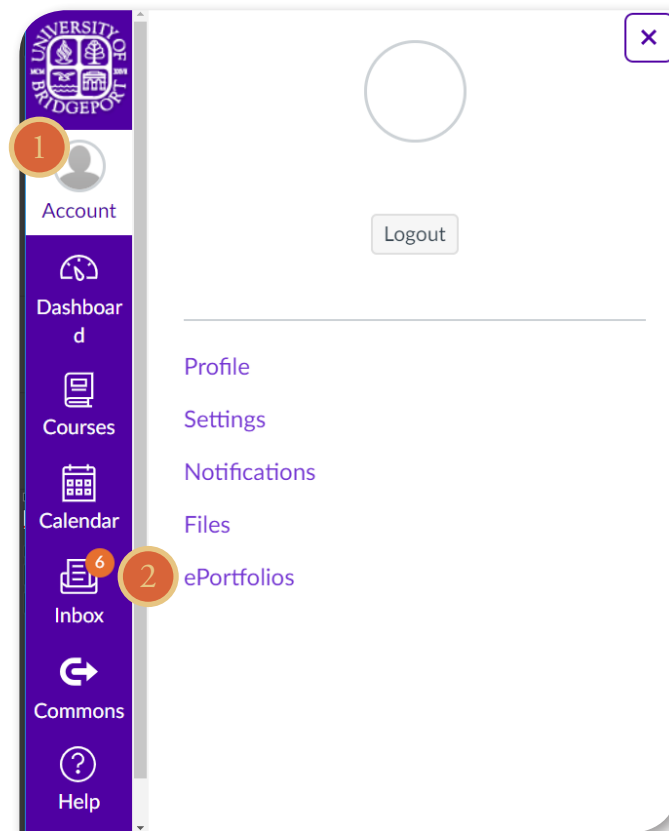 UNIVERSITY OF
BRIDGEPORT
1
Account
Dashboar
d
Courses
Calendar
6
Inbox
Commons
Help
×
Logout
Profile
Settings
Notifications
Files
2
ePortfolios